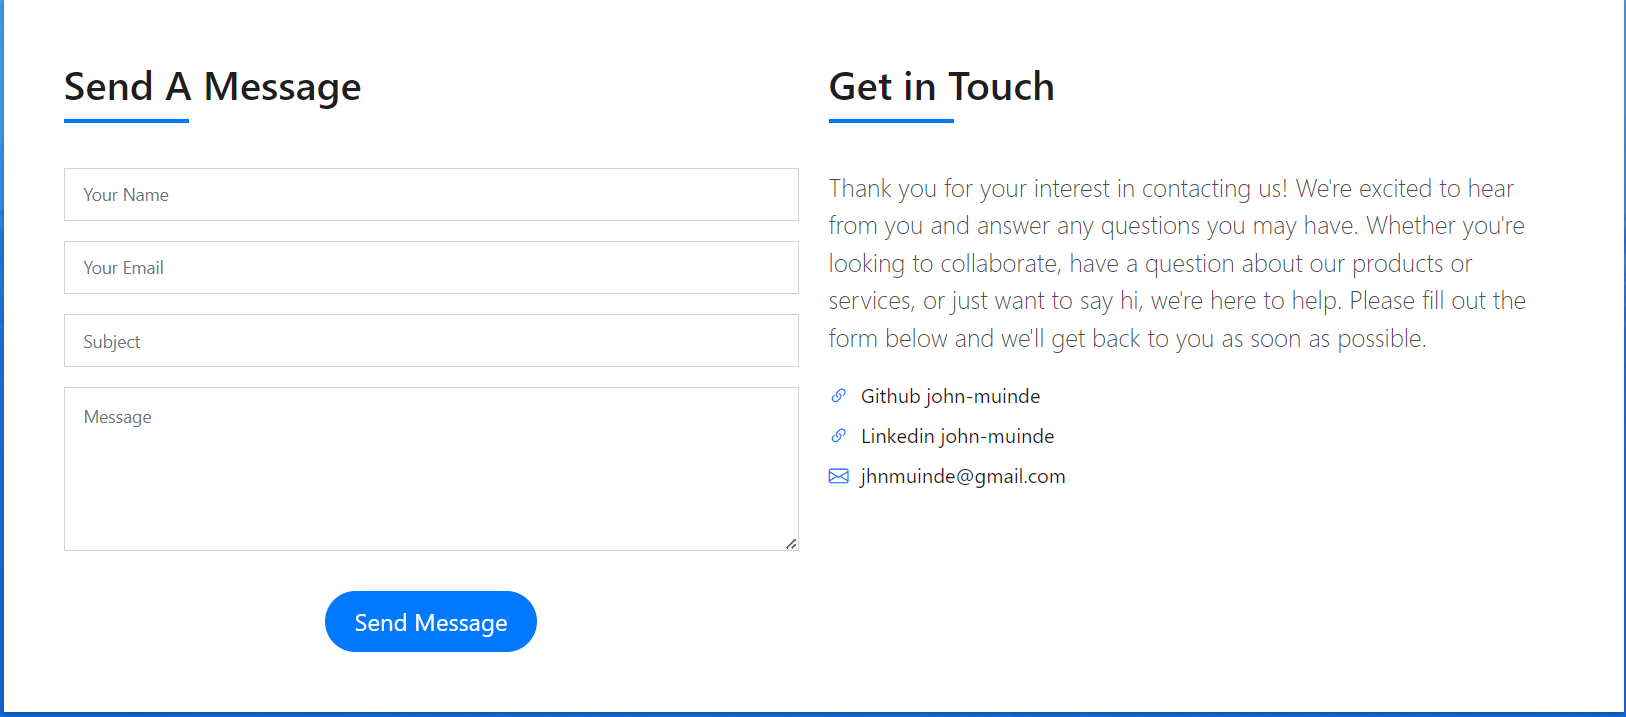 Send A Message
Your Name
Your Email
Subject
Message
Send Message
Get in Touch
Thank you for your interest in contacting us! We're excited to hear
from you and answer any questions you may have. Whether you're
looking to collaborate, have a question about our products or
services, or just want to say hi, we're here to help. Please fill out the
form below and we'll get back to you as soon as possible.
Github john-muinde
Linkedin john-muinde
jhnmuinde@gmail.com